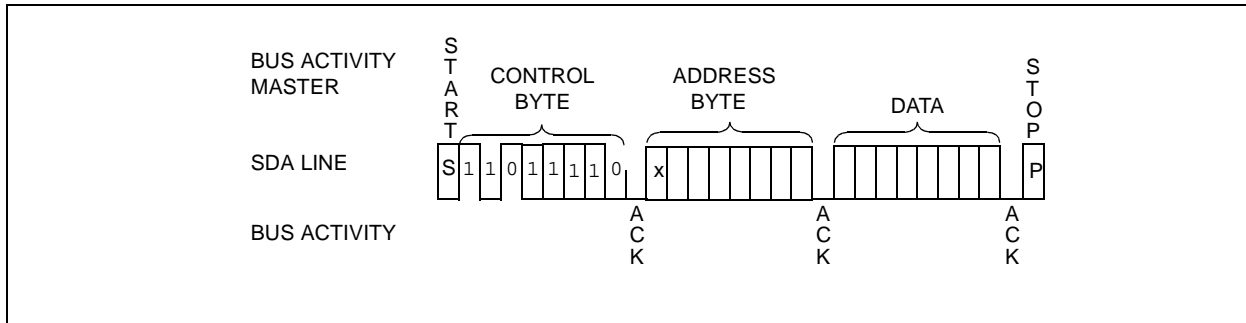 BUS ACTIVITY
MASTER
START
CONTROL
BYTE
ADDRESS
BYTE
DATA
STOP
SDA LINE
S 1 1 0 1 1 1 1 0 x P
BUS ACTIVITY
ACK
ACK
ACK